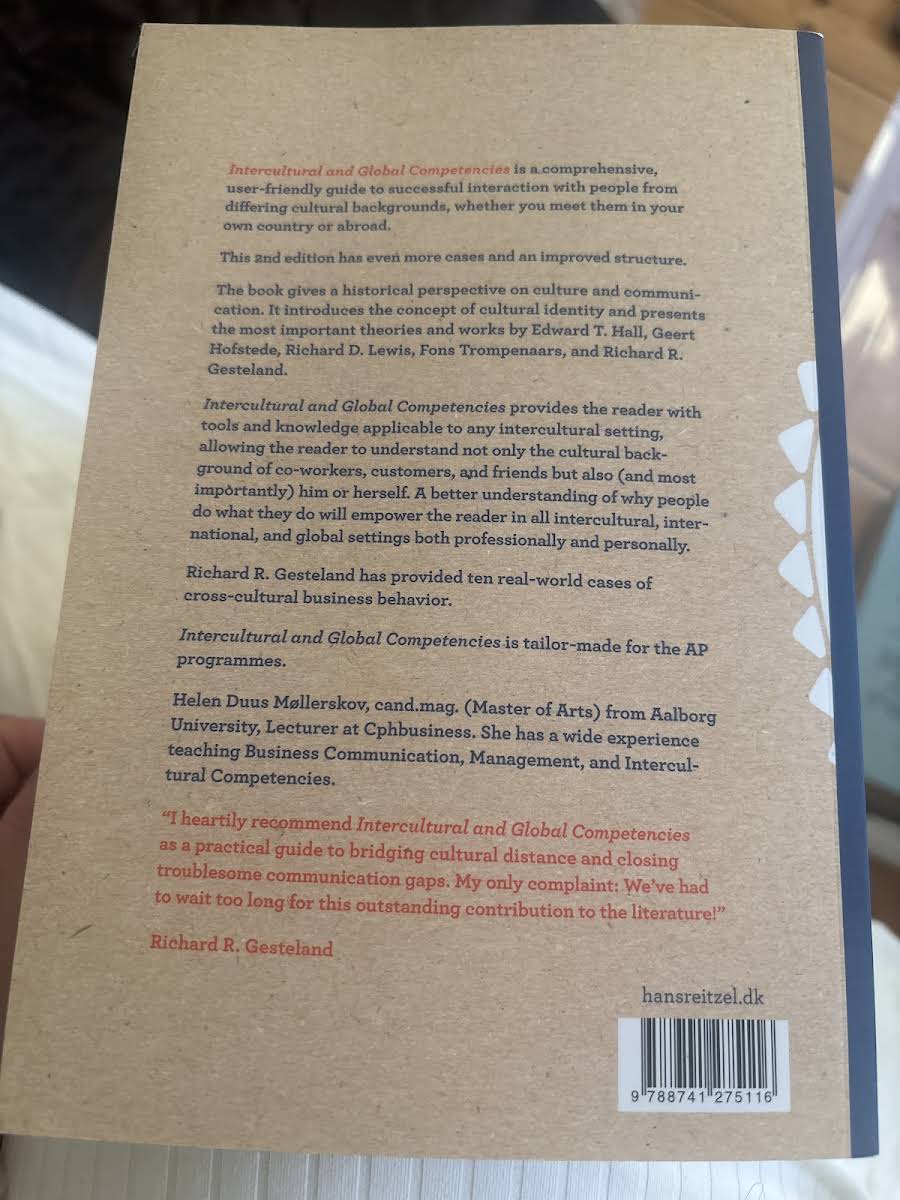 Intercultural and Global Competencies is a comprehensive,
user-friendly guide to successful interaction with people from
differing cultural backgrounds, whether you meet them in your
own country or abroad.
This 2nd edition has even more cases and an improved structure.
The book gives a historical perspective on culture and communi-
cation. It introduces the concept of cultural identity and presents
the most important theories and works by Edward T. Hall, Geert
Hofstede, Richard D. Lewis, Fons Trompenaars, and Richard R.
Gesteland.
Intercultural and Global Competencies provides the reader with
tools and knowledge applicable to any intercultural setting,
allowing the reader to understand not only the cultural back-
ground of co-workers, customers, and friends but also (and most
importantly) him or herself. A better understanding of why people
do what they do will empower the reader in all intercultural, inter-
national, and global settings both professionally and personally.
Richard R. Gesteland has provided ten real-world cases of
cross-cultural business behavior.
Intercultural and Global Competencies is tailor-made for the AP
programmes.
Helen Duus Møllerskov, cand.mag. (Master of Arts) from Aalborg
University, Lecturer at Cphbusiness. She has a wide experience
teaching Business Communication, Management, and Intercul-
tural Competencies.
“I heartily recommend Intercultural and Global Competencies
as a practical guide to bridging cultural distance and closing
troublesome communication gaps. My only complaint: We’ve had
to wait too long for this outstanding contribution to the literature!”
Richard R. Gesteland
hansreitzel.dk
9 788741 275116